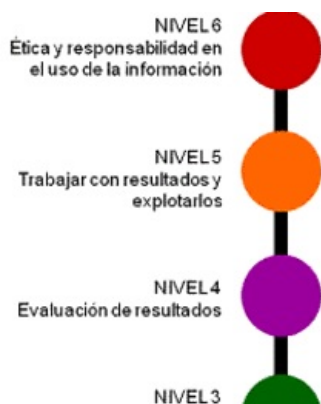 NIVEL 6
Ética y responsabilidad en
el uso de la información
NIVEL 5
Trabajar con resultados y
explotarlos
NIVEL 4
Evaluación de resultados
NIVEL 3